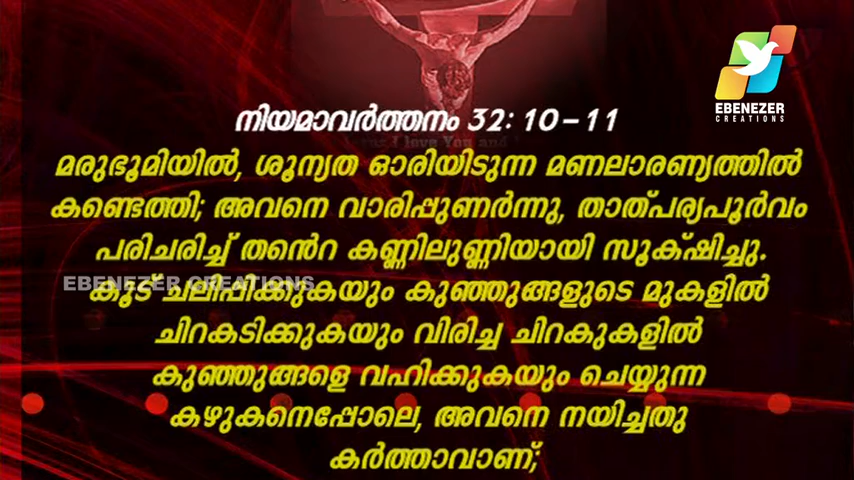 EBENEZER
CREATIONS
നിയമാവർത്തനം 32: 10-11
മരുഭൂമിയിൽ, ശൂന്യത ഓരിയിടുന്ന മണലാരണ്യത്തിൽ
കണ്ടെത്തി; അവനെ വാരിപ്പുണർന്നു, താത്പര്യപൂർവം
പരിചരിച്ച് തൻെറ കണ്ണിലുണ്ണിയായി സൂക്ഷിച്ചു.
EBENEZER CREATIONS
കൂട് ചലിപ്പിക്കുകയും കുഞ്ഞുങ്ങളുടെ മുകളിൽ
ചിറകടിക്കുകയും വിരിച്ച ചിറകുകളിൽ
കുഞ്ഞുങ്ങളെ വഹിക്കുകയും ചെയ്യുന്ന
കഴുകനെപ്പോലെ, അവനെ നയിച്ചതു
കർത്താവാണ്;